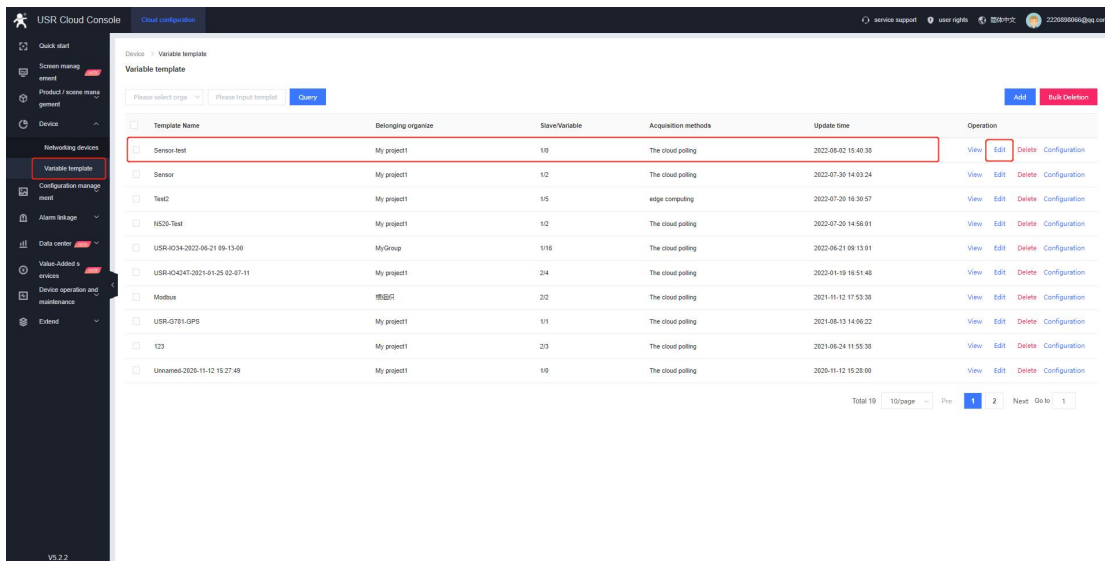 USR Cloud Console
Cloud configuration
service support
user rights
简体中文
2220898066@qq.com
Quick start
Screen manag
ement
Product / scene mana
gement
Device
Networking devices
Variable template
Configuration manage
ment
Alarm linkage
Data center
Value-Added s
ervices
Device operation and
maintenance
Extend
V5.2.2
Device > Variable template
Variable template
Please select orga
Please Input templat
Query
Add
Bulk Deletion
Template Name Belonging organize Slave/Variable Acquisition methods Update time Operation
Sensor-test My project1 1/0 The cloud polling 2022-08-02 15:40:38 View Edit Delete Configuration
Sensor My project1 1/2 The cloud polling 2022-07-30 14:03:24 View Edit Delete Configuration
Test2 My project1 1/5 edge computing 2022-07-20 16:30:57 View Edit Delete Configuration
N520-Test My project1 1/2 The cloud polling 2022-07-20 14:56:01 View Edit Delete Configuration
USR-IO34-2022-06-21 09-13-00 MyGroup 1/16 The cloud polling 2022-06-21 09:13:01 View Edit Delete Configuration
USR-IO424T-2021-01-25 02-07-11 My project1 2/4 The cloud polling 2022-01-19 16:51:48 View Edit Delete Configuration
Modbus 根组织 2/2 The cloud polling 2021-11-12 17:53:38 View Edit Delete Configuration
USR-G781-GPS My project1 1/1 The cloud polling 2021-08-13 14:06:22 View Edit Delete Configuration
123 My project1 2/3 The cloud polling 2021-06-24 11:55:38 View Edit Delete Configuration
Unnamed-2020-11-12 15:27:49 My project1 1/0 The cloud polling 2020-11-12 15:28:00 View Edit Delete Configuration
Total 19 10/page Pre 1 2 Next Go to 1